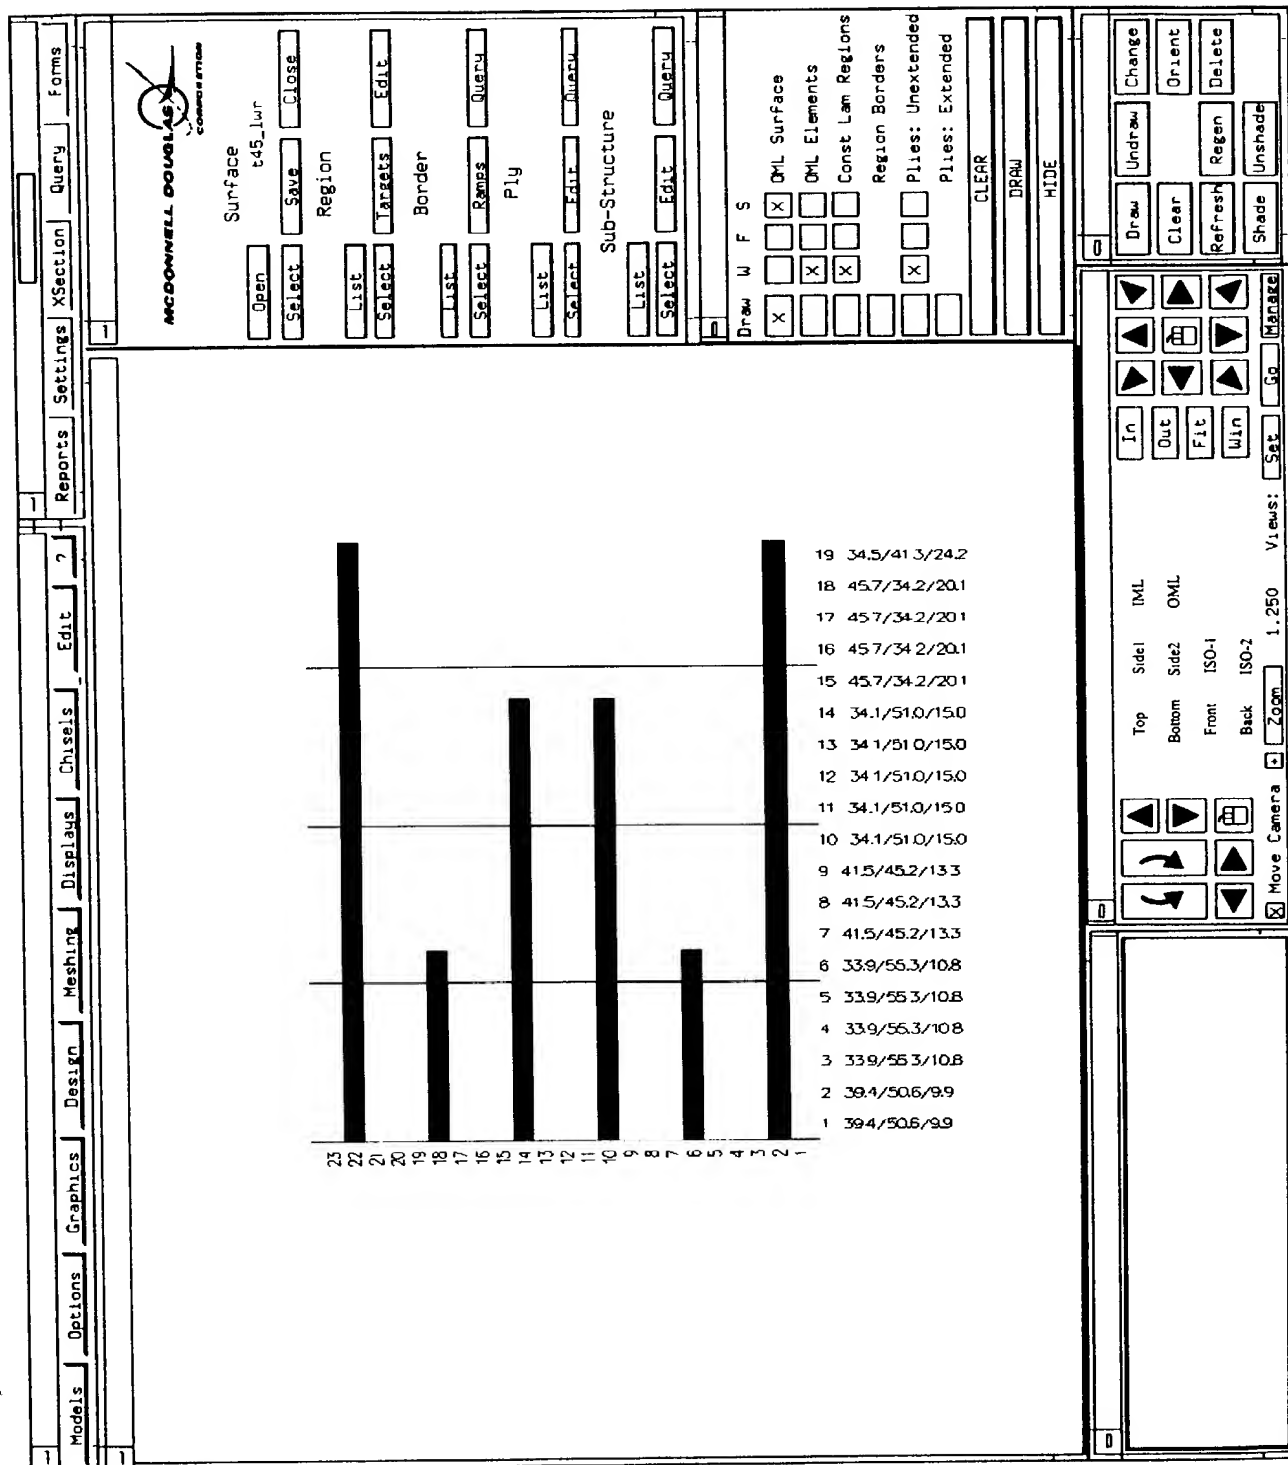 Models Options Graphics Design Meshing Displays Chisels Edit ? Reports Settings XSection Query Forms
MCDONNELL DOUGLAS
CORPORATION
Surface
Open t45_lwr
Select Save Close
Region
List
Select Targets Edit
Border
List
Select Ramps Query
Ply
List
Select Edit Query
Sub-Structure
List
Select Edit Query
Draw W F S
X X OML Surface
X OML Elements
X Const Lam Regions
Region Borders
X Plies: Unextended
Plies: Extended
CLEAR
DRAW
HIDE
23
22
21
20
19
18
17
16
15
14
13
12
11
10
9
8
7
6
5
4
3
2
1
19 34.5/41 3/24.2
18 45.7/34.2/20.1
17 45 7/34 2/20 1
16 45 7/34 2/20.1
15 45.7/34.2/20 1
14 34.1/51.0/15.0
13 34 1/51 0/15.0
12 34 1/51.0/15.0
11 34.1/51.0/15 0
10 34.1/51.0/15.0
9 41.5/45.2/13 3
8 41 5/45.2/13.3
7 41.5/45 2/13.3
6 33.9/55.3/10.8
5 33.9/55 3/10.8
4 33 9/55.3/10 8
3 33 9/55 3/10.8
2 39.4/50.6/9.9
1 39 4/50.6/9.9
Top Side1 IML
Bottom Side2 OML
Front ISO-1
Back ISO-2
In
Out
Fit
Win
X Move Camera + Zoom 1.250 Views: Set Go Manage
Draw Undraw Change
Clear Orient
Refresh Regen Delete
Shade Unshade